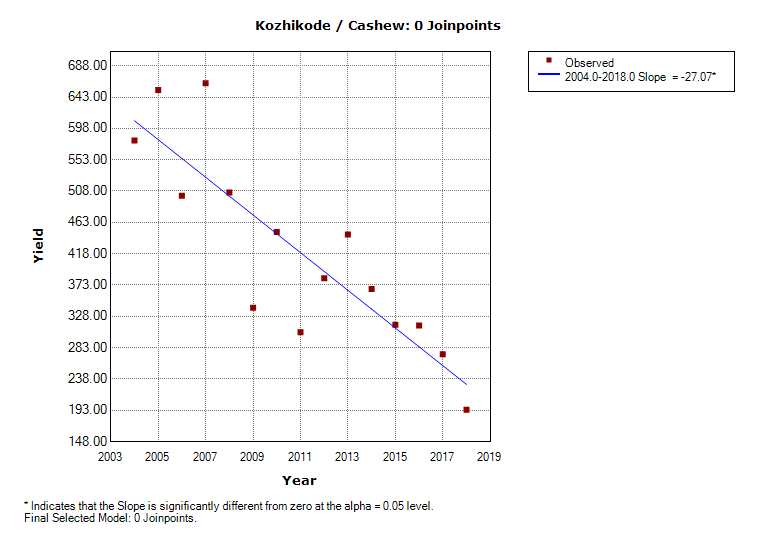 Kozhikode / Cashew: 0 Joinpoints
688.00
643.00
598.00
553.00
508.00
463.00
418.00
373.00
328.00
283.00
238.00
193.00
148.00
Yield
2003 2005 2007 2009 2011 2013 2015 2017 2019
Year
Observed
2004.0-2018.0 Slope = -27.07*
* Indicates that the Slope is significantly different from zero at the alpha = 0.05 level.
Final Selected Model: 0 Joinpoints.